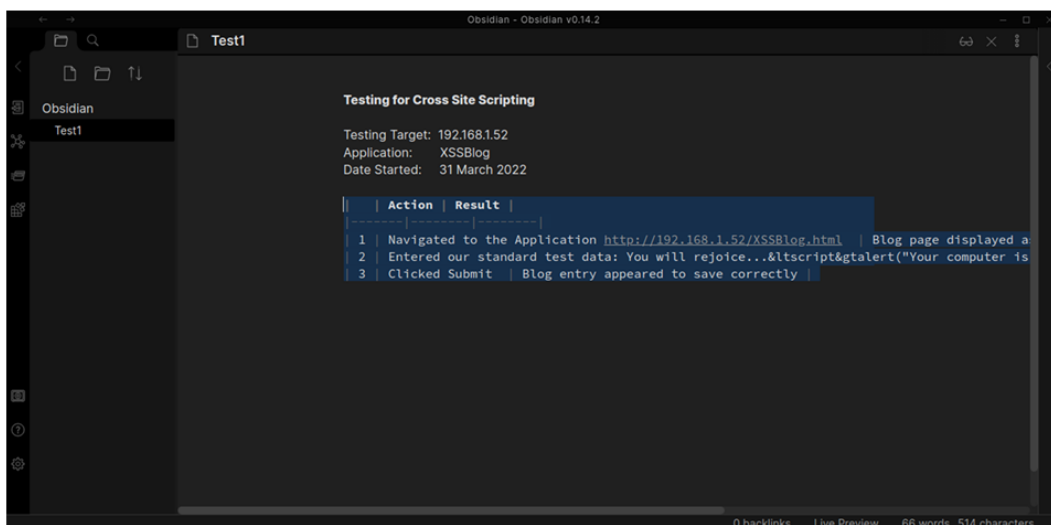 Obsidian - Obsidian v0.14.2
Test1
Obsidian
Test1
Testing for Cross Site Scripting
Testing Target: 192.168.1.52
Application: XSSBlog
Date Started: 31 March 2022
| | Action | Result |
|-------|--------|--------|
| 1 | Navigated to the Application http://192.168.1.52/XSSBlog.html | Blog page displayed as
| 2 | Entered our standard test data: You will rejoice...&ltscript&gtalert("Your computer is
| 3 | Clicked Submit | Blog entry appeared to save correctly |
0 backlinks Live Preview 66 words 514 characters